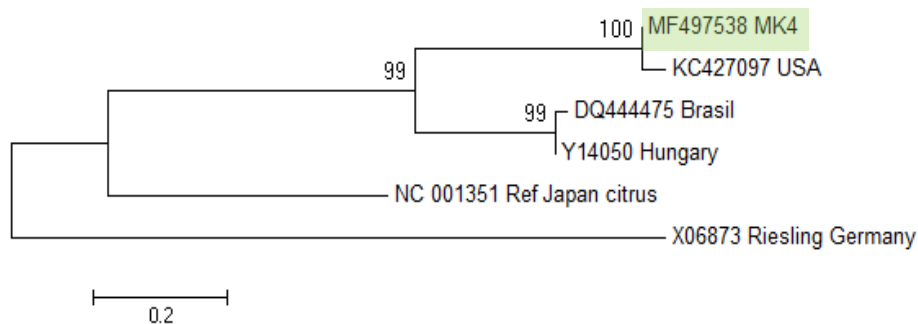 100
MF497538 MK4
KC427097 USA
99
99
DQ444475 Brasil
Y14050 Hungary
NC 001351 Ref Japan citrus
X06873 Riesling Germany
0.2